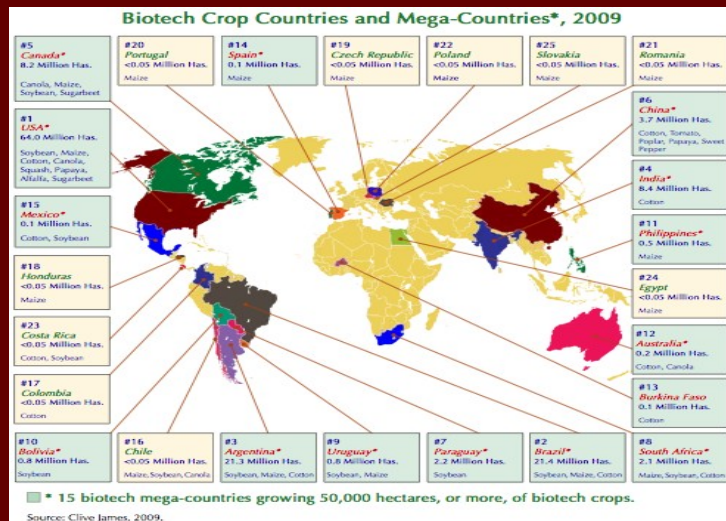 Biotech Crop Countries and Mega-Countries*, 2009
#5
Canada*
8.2 Million Has.
Canola, Maize,
Soybean, Sugarbeet
#20
Portugal
<0.05 Million Has.
Maize
#14
Spain*
0.1 Million Has.
Maize
#19
Czech Republic
<0.05 Million Has.
Maize
#22
Poland
<0.05 Million Has.
Maize
#25
Slovakia
<0.05 Million Has.
Maize
#21
Romania
<0.05 Million Has.
Maize
#1
USA*
64.0 Million Has.
Soybean, Maize,
Cotton, Canola,
Squash, Papaya,
Alfalfa, Sugarbeet
#6
China*
3.7 Million Has.
Cotton, Tomato,
Poplar, Papaya, Sweet
Pepper
#4
India*
8.4 Million Has.
Cotton
#15
Mexico*
0.1 Million Has.
Cotton, Soybean
#11
Philippines*
0.5 Million Has.
Maize
#18
Honduras
<0.05 Million Has.
Maize
#24
Egypt
<0.05 Million Has.
Maize
#23
Costa Rica
<0.05 Million Has.
Cotton, Soybean
#12
Australia*
0.2 Million Has.
Cotton, Canola
#17
Colombia
<0.05 Million Has.
Cotton
#13
Burkina Faso
0.1 Million Has.
Cotton
#10
Bolivia*
0.8 Million Has.
Soybean
#16
Chile
<0.05 Million Has.
Maize, Soybean, Canola
#3
Argentina*
21.3 Million Has.
Soybean, Maize, Cotton
#9
Uruguay*
0.8 Million Has.
Soybean, Maize
#7
Paraguay*
2.2 Million Has.
Soybean
#2
Brazil*
21.4 Million Has.
Soybean, Maize, Cotton
#8
South Africa*
2.1 Million Has.
Maize, Soybean, Cotton
* 15 biotech mega-countries growing 50,000 hectares, or more, of biotech crops.
Source: Clive James, 2009.